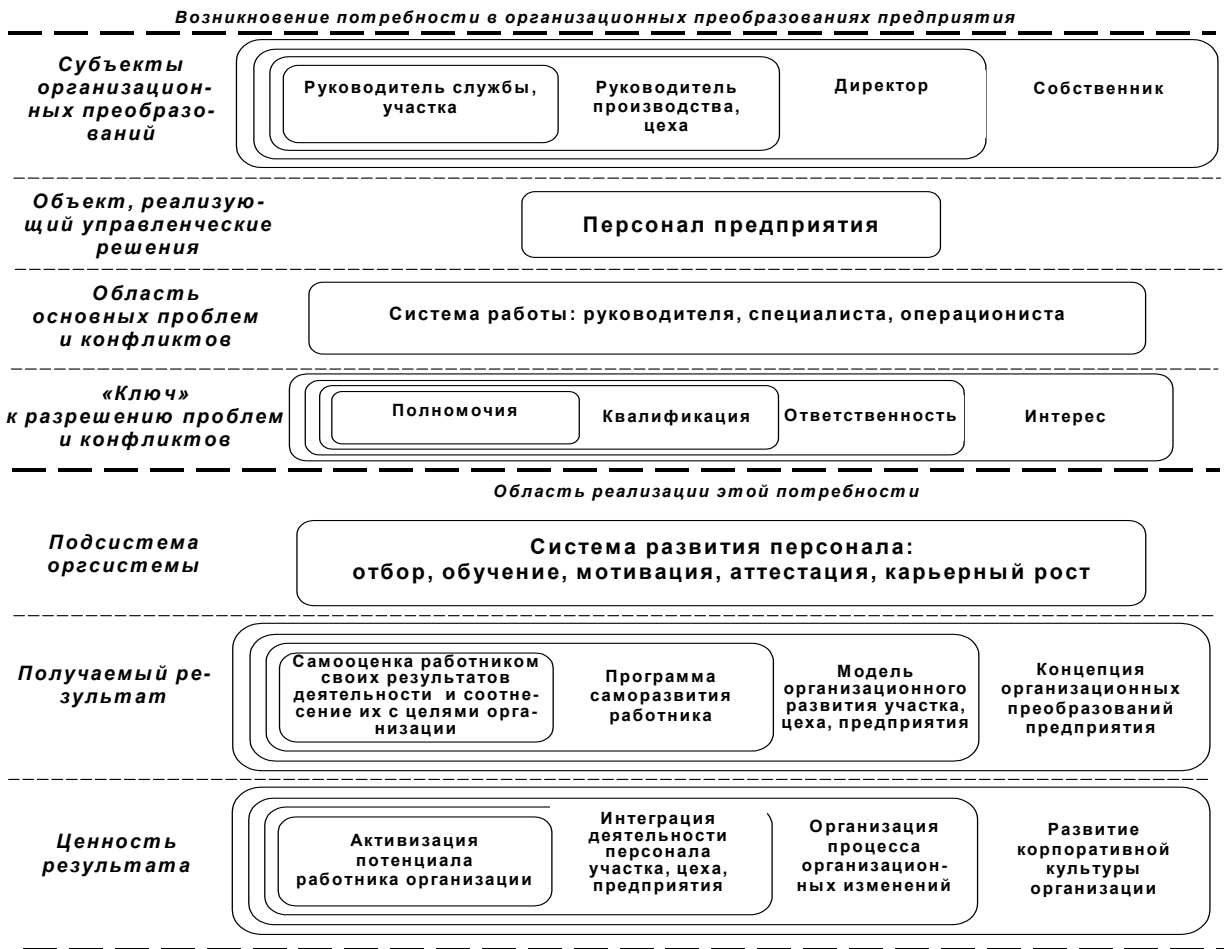 Возникновение потребности в организационных преобразованиях предприятия
Субъекты
организацион-
ных преобразо-
ваний
Руководитель службы,
участка
Руководитель
производства,
цеха
Директор
Собственник
Объект, реализую-
щий управленческие
решения
Персонал предприятия
Область
основных проблем
и конфликтов
Система работы: руководителя, специалиста, операциониста
«Ключ»
к разрешению проблем
и конфликтов
Полномочия
Квалификация
Ответственность
Интерес
Область реализации этой потребности
Подсистема
оргсистемы
Система развития персонала:
отбор, обучение, мотивация, аттестация, карьерный рост
Получаемый ре-
зультат
Самооценка работником
своих результатов
деятельности и соотне-
сение их с целями орга-
низации
Программа
саморазвития
работника
Модель
организационного
развития участка,
цеха, предприятия
Концепция
организационных
преобразований
предприятия
Ценность
результата
Активизация
потенциала
работника организации
Интеграция
деятельности
персонала
участка, цеха,
предприятия
Организация
процесса
организацион-
ных изменений
Развитие
корпоративной
культуры
организации